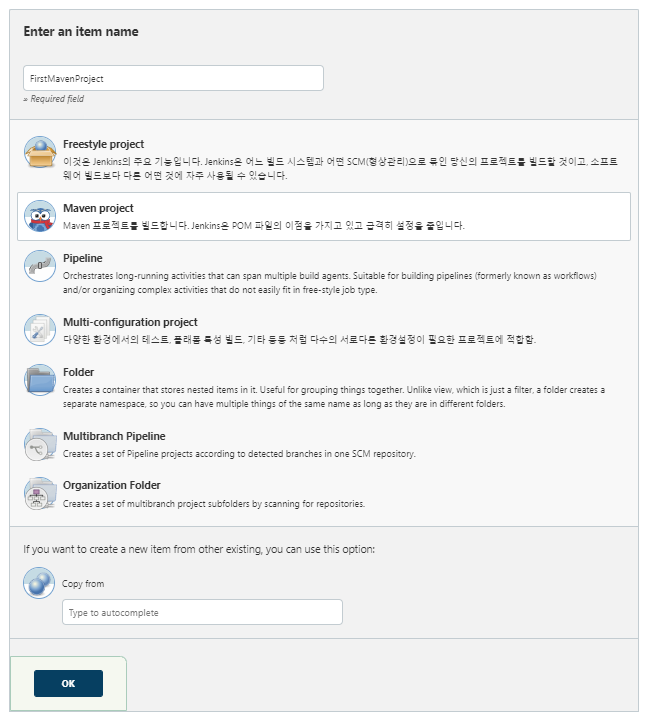 Enter an item name
FirstMavenProject
» Required field
Freestyle project
이것은 Jenkins의 주요 기능입니다. Jenkins은 어느 빌드 시스템과 어떤 SCM(형상관리)으로 묶인 당신의 프로젝트를 빌드할 것이고, 소프트
웨어 빌드보다 다른 어떤 것에 자주 사용될 수 있습니다.
Maven project
Maven 프로젝트를 빌드합니다. Jenkins은 POM 파일의 이점을 가지고 있고 급격히 설정을 줄입니다.
Pipeline
Orchestrates long-running activities that can span multiple build agents. Suitable for building pipelines (formerly known as workflows)
and/or organizing complex activities that do not easily fit in free-style job type.
Multi-configuration project
다양한 환경에서의 테스트, 플래폼 특성 빌드, 기타 등등 처럼 다수의 서로다른 환경설정이 필요한 프로젝트에 적합함.
Folder
Creates a container that stores nested items in it. Useful for grouping things together. Unlike view, which is just a filter, a folder creates a
separate namespace, so you can have multiple things of the same name as long as they are in different folders.
Multibranch Pipeline
Creates a set of Pipeline projects according to detected branches in one SCM repository.
Organization Folder
Creates a set of multibranch project subfolders by scanning for repositories.
If you want to create a new item from other existing, you can use this option:
Copy from
Type to autocomplete
OK